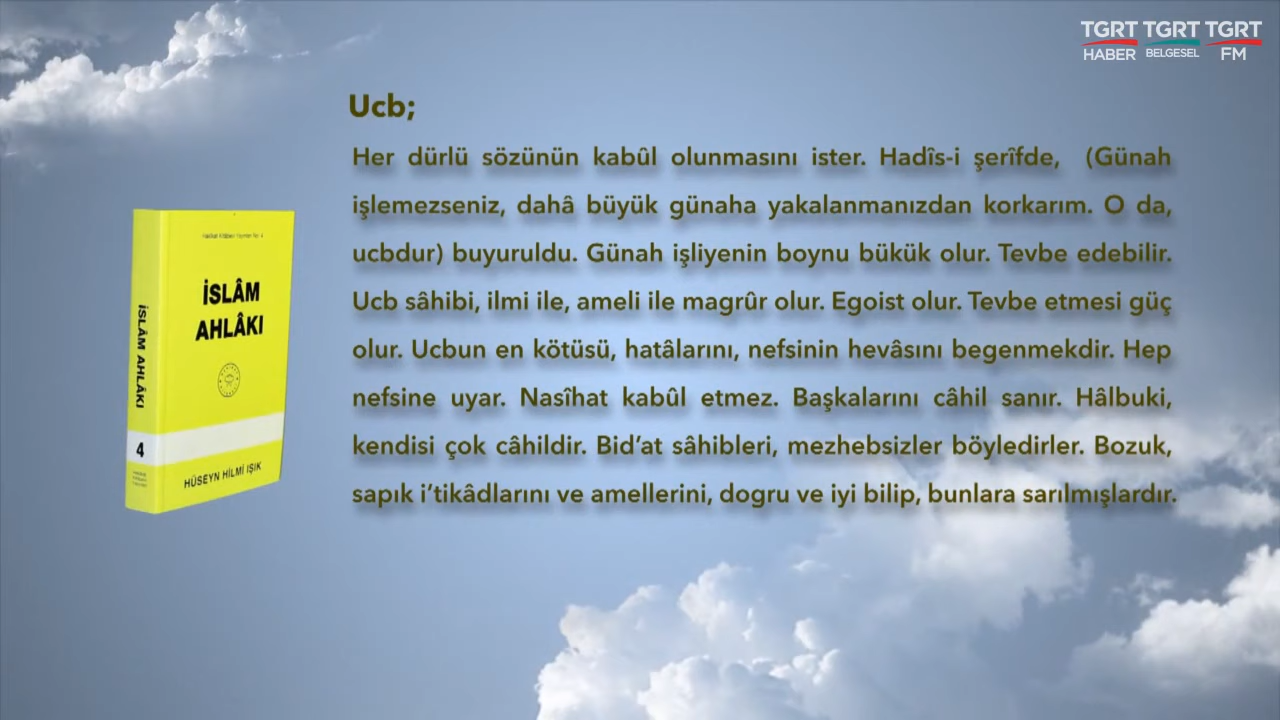 TGRT TGRT TGRT
HABER BELGESEL FM
Ucb;
Her dürlü sözünün kabûl olunmasını ister. Hadîs-i şerîfde, (Günah
işlemezseniz, dahâ büyük günaha yakalanmanızdan korkarım. O da,
ucbdur) buyuruldu. Günah işliyenin boynu bükük olur. Tevbe edebilir.
Ucb sâhibi, ilmi ile, ameli ile magrûr olur. Egoist olur. Tevbe etmesi güç
olur. Ucbun en kötüsü, hatâlarını, nefsinin hevâsını begenmekdir. Hep
nefsine uyar. Nasîhat kabûl etmez. Başkalarını câhil sanır. Hâlbuki,
kendisi çok câhildir. Bid’at sâhibleri, mezhebsizler böyledirler. Bozuk,
sapık i’tikâdlarını ve amellerini, dogru ve iyi bilip, bunlara sarılmışlardır.
İSLÂM
AHLÂKI
HÜSEYN HİLMİ IŞIK
İSLÂM AHLÂKI
4